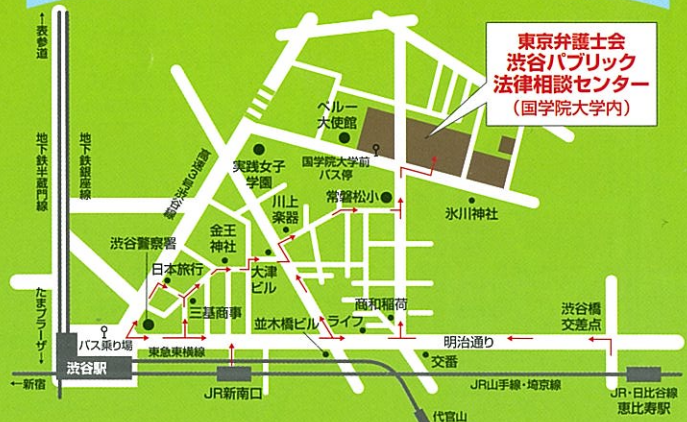 東京弁護士会
渋谷パブリック
法律相談センター
（国学院大学内）
←表参道
地下鉄半蔵門線
地下鉄銀座線
たまプラーザ→
高速3号渋谷線
ペルー
大使館
国学院大学前
バス停
実践女子
学園
常磐松小
氷川神社
川上
楽器
金王
神社
渋谷警察署
日本旅行
大津
ビル
三基商事
並木橋ビル
ライフ
商和稲荷
渋谷橋
交差点
明治通り
バス乗り場
東急東横線
交番
渋谷駅
←新宿
JR新南口
JR山手線・埼京線
JR・日比谷線
恵比寿駅
代官山